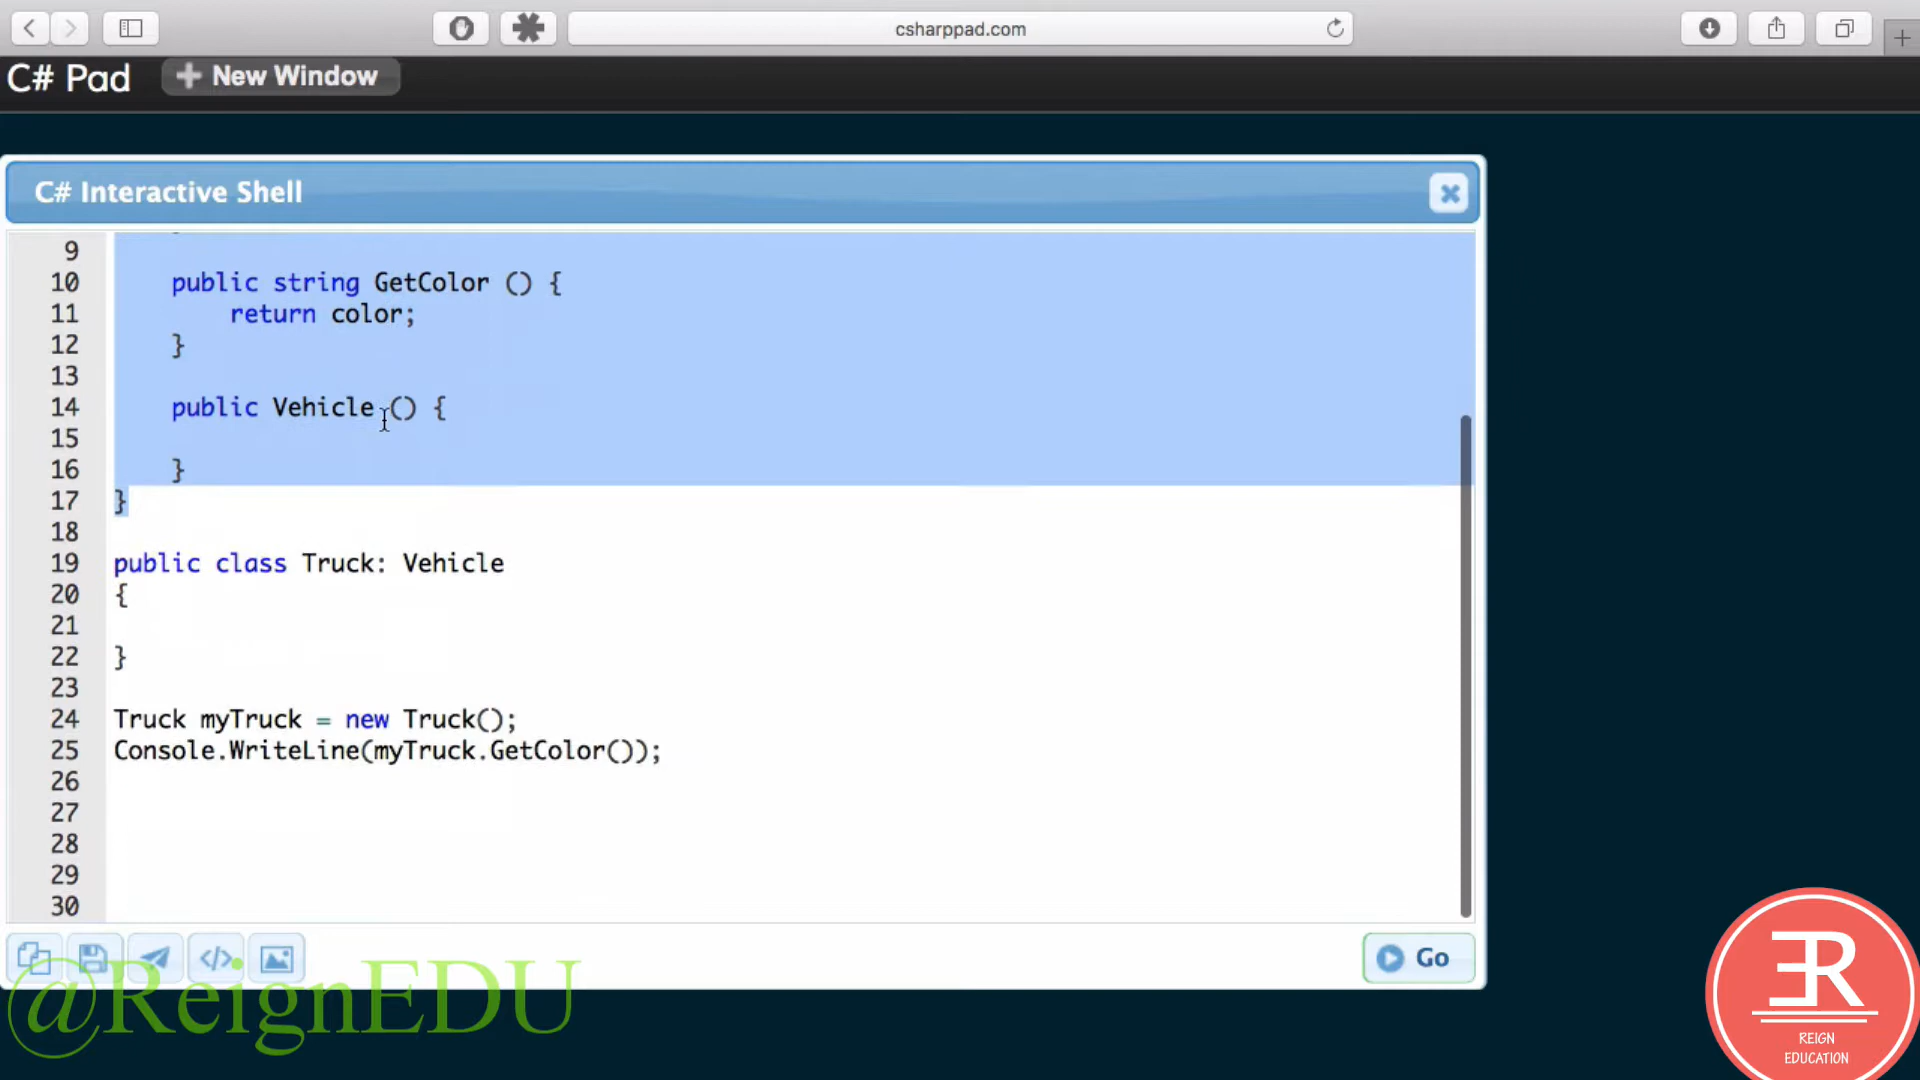 csharppad.com
C# Pad
New Window
C# Interactive Shell
9
10 public string GetColor () {
11 return color;
12 }
13
14 public Vehicle () {
15
16 }
17 }
18
19 public class Truck: Vehicle
20 {
21
22 }
23
24 Truck myTruck = new Truck();
25 Console.WriteLine(myTruck.GetColor());
26
27
28
29
30
Go
@ReignEDU
ER
REIGN
EDUCATION